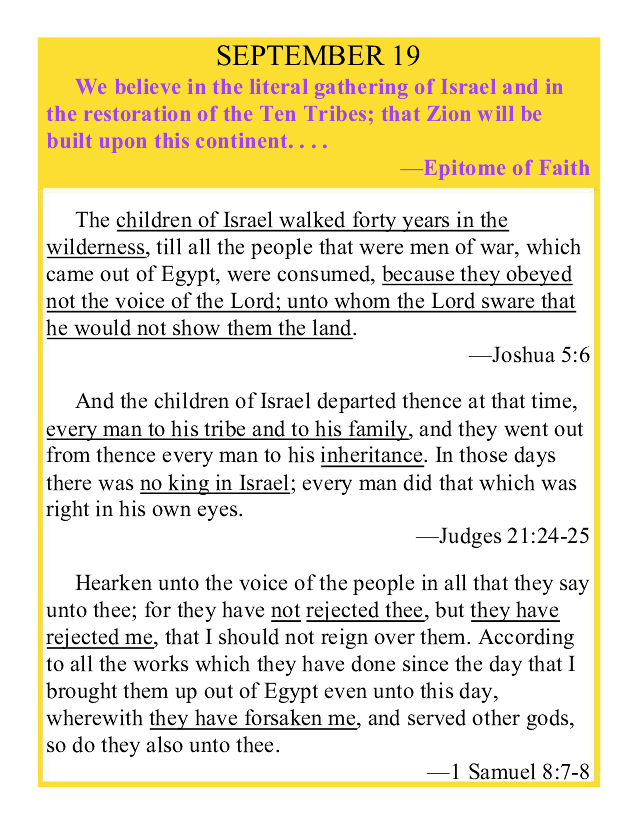 SEPTEMBER 19
We believe in the literal gathering of Israel and in
the restoration of the Ten Tribes; that Zion will be
built upon this continent. . . .
—Epitome of Faith
The children of Israel walked forty years in the
wilderness, till all the people that were men of war, which
came out of Egypt, were consumed, because they obeyed
not the voice of the Lord; unto whom the Lord sware that
he would not show them the land.
—Joshua 5:6
And the children of Israel departed thence at that time,
every man to his tribe and to his family, and they went out
from thence every man to his inheritance. In those days
there was no king in Israel; every man did that which was
right in his own eyes.
—Judges 21:24-25
Hearken unto the voice of the people in all that they say
unto thee; for they have not rejected thee, but they have
rejected me, that I should not reign over them. According
to all the works which they have done since the day that I
brought them up out of Egypt even unto this day,
wherewith they have forsaken me, and served other gods,
so do they also unto thee.
—1 Samuel 8:7-8